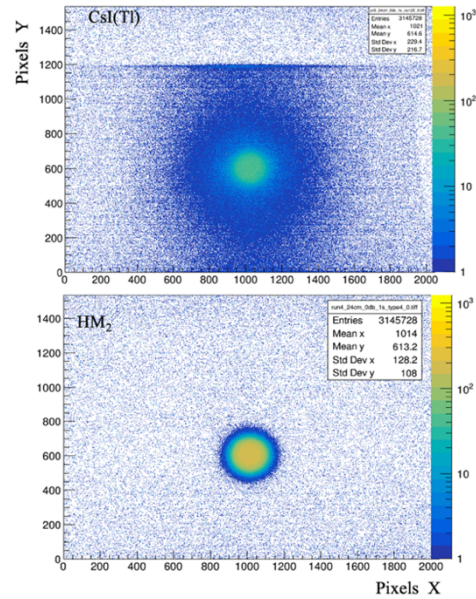 CsI(Tl)
Entries 3145728
Mean x 1021
Mean y 614.6
Std Dev x 229.4
Std Dev y 216.7
Pixels Y
1400
1200
1000
800
600
400
200
0
0 200 400 600 800 1000 1200 1400 1600 1800 2000
10³
10²
10
1
HM₂
run4_24cm_0db_1s_type4_0.tiff
Entries 3145728
Mean x 1014
Mean y 613.2
Std Dev x 128.2
Std Dev y 108
1400
1200
1000
800
600
400
200
0
0 200 400 600 800 1000 1200 1400 1600 1800 2000
10³
10²
10
1
Pixels X